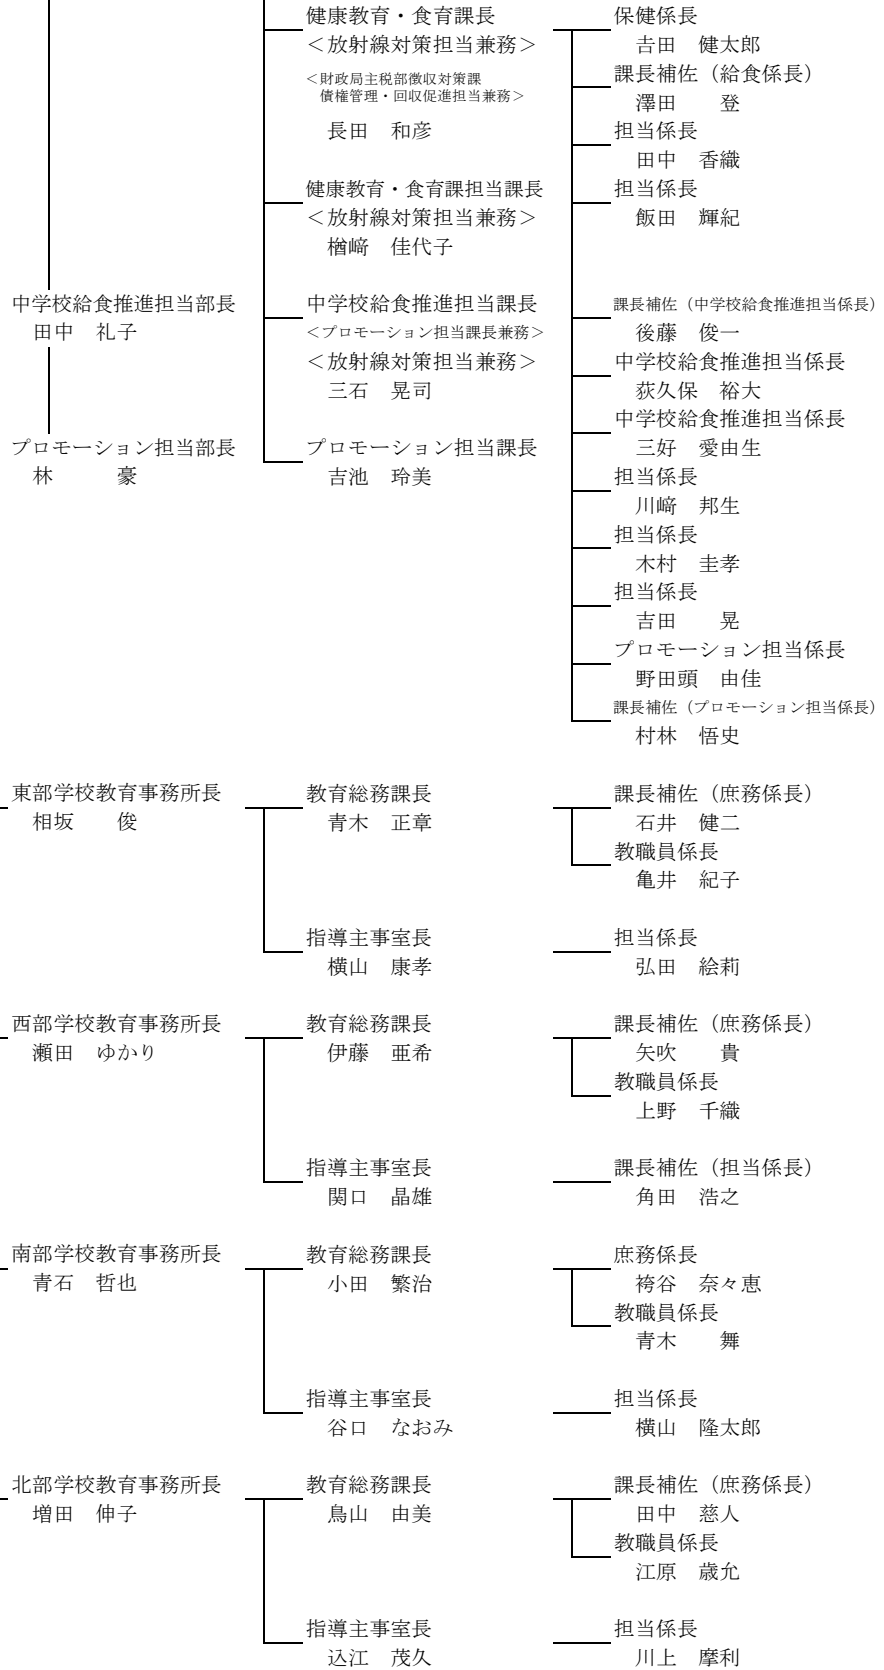 健康教育・食育課長
＜放射線対策担当兼務＞
＜財政局主税部徴収対策課
債権管理・回収促進担当兼務＞
長田　和彦
健康教育・食育課担当課長
＜放射線対策担当兼務＞
楢﨑　佳代子
中学校給食推進担当部長
田中　礼子
中学校給食推進担当課長
＜プロモーション担当課長兼務＞
＜放射線対策担当兼務＞
三石　晃司
プロモーション担当部長
林　　　豪
プロモーション担当課長
吉池　玲美
保健係長
𠮷田　健太郎
課長補佐（給食係長）
澤田　　登
担当係長
田中　香織
担当係長
飯田　輝紀
課長補佐（中学校給食推進担当係長）
後藤　俊一
中学校給食推進担当係長
荻久保　裕大
中学校給食推進担当係長
三好　愛由生
担当係長
川﨑　邦生
担当係長
木村　圭孝
担当係長
吉田　　晃
プロモーション担当係長
野田頭　由佳
課長補佐（プロモーション担当係長）
村林　悟史
東部学校教育事務所長
相坂　　俊
教育総務課長
青木　正章
課長補佐（庶務係長）
石井　健二
教職員係長
亀井　紀子
指導主事室長
横山　康孝
担当係長
弘田　絵莉
西部学校教育事務所長
瀬田　ゆかり
教育総務課長
伊藤　亜希
課長補佐（庶務係長）
矢吹　　貴
教職員係長
上野　千織
指導主事室長
関口　晶雄
課長補佐（担当係長）
角田　浩之
南部学校教育事務所長
青石　哲也
教育総務課長
小田　繁治
庶務係長
袴谷　奈々恵
教職員係長
青木　　舞
指導主事室長
谷口　なおみ
担当係長
横山　隆太郎
北部学校教育事務所長
増田　伸子
教育総務課長
鳥山　由美
課長補佐（庶務係長）
田中　慈人
教職員係長
江原　歳允
指導主事室長
込江　茂久
担当係長
川上　摩利